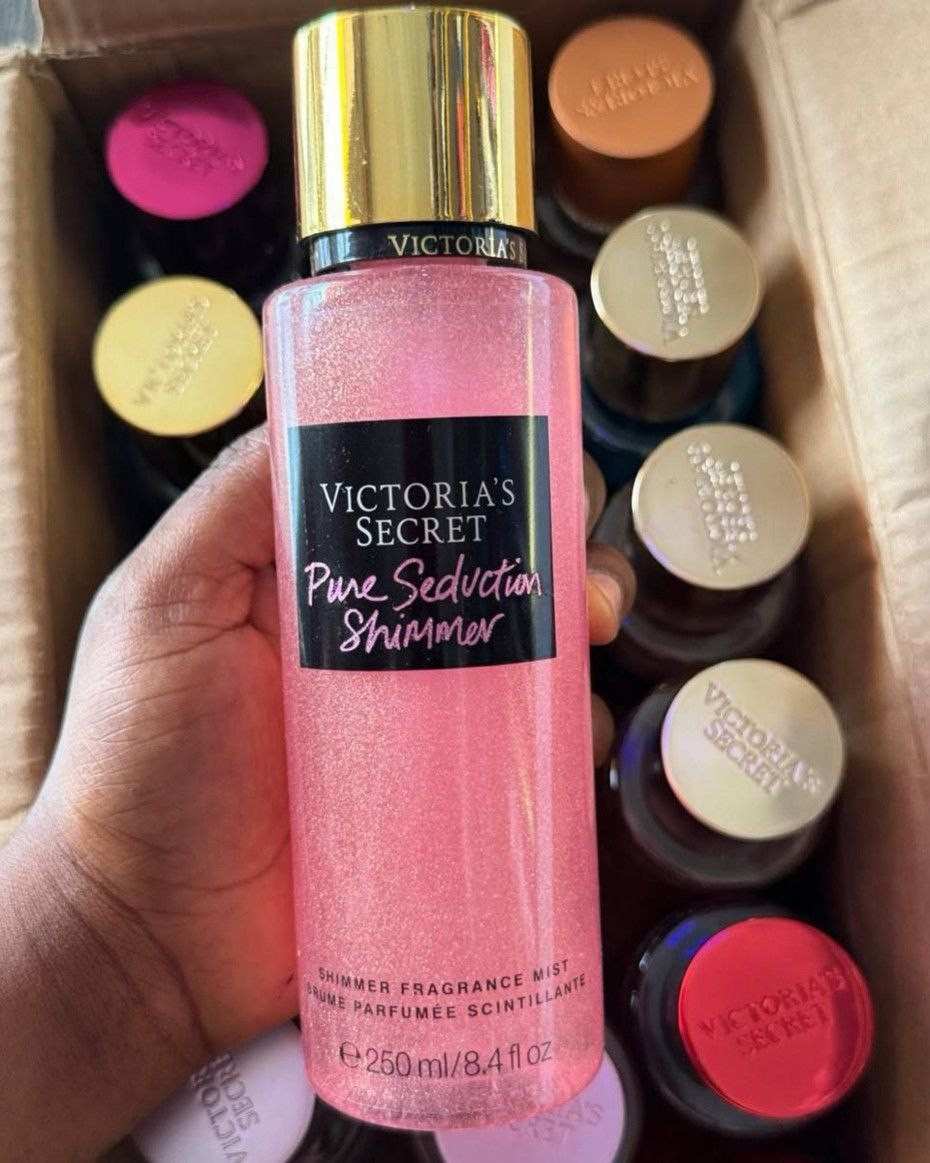 VICTORIA'S
VICTORIA'S
SECRET
Pure Seduction
Shimmer
SHIMMER FRAGRANCE MIST
BRUME PARFUMÉE SCINTILLANTE
℮250 ml/8.4 fl oz
VICTORIA'S
SECRET
VICTORIA'S
SECRET
VICTORIA'S
SECRET